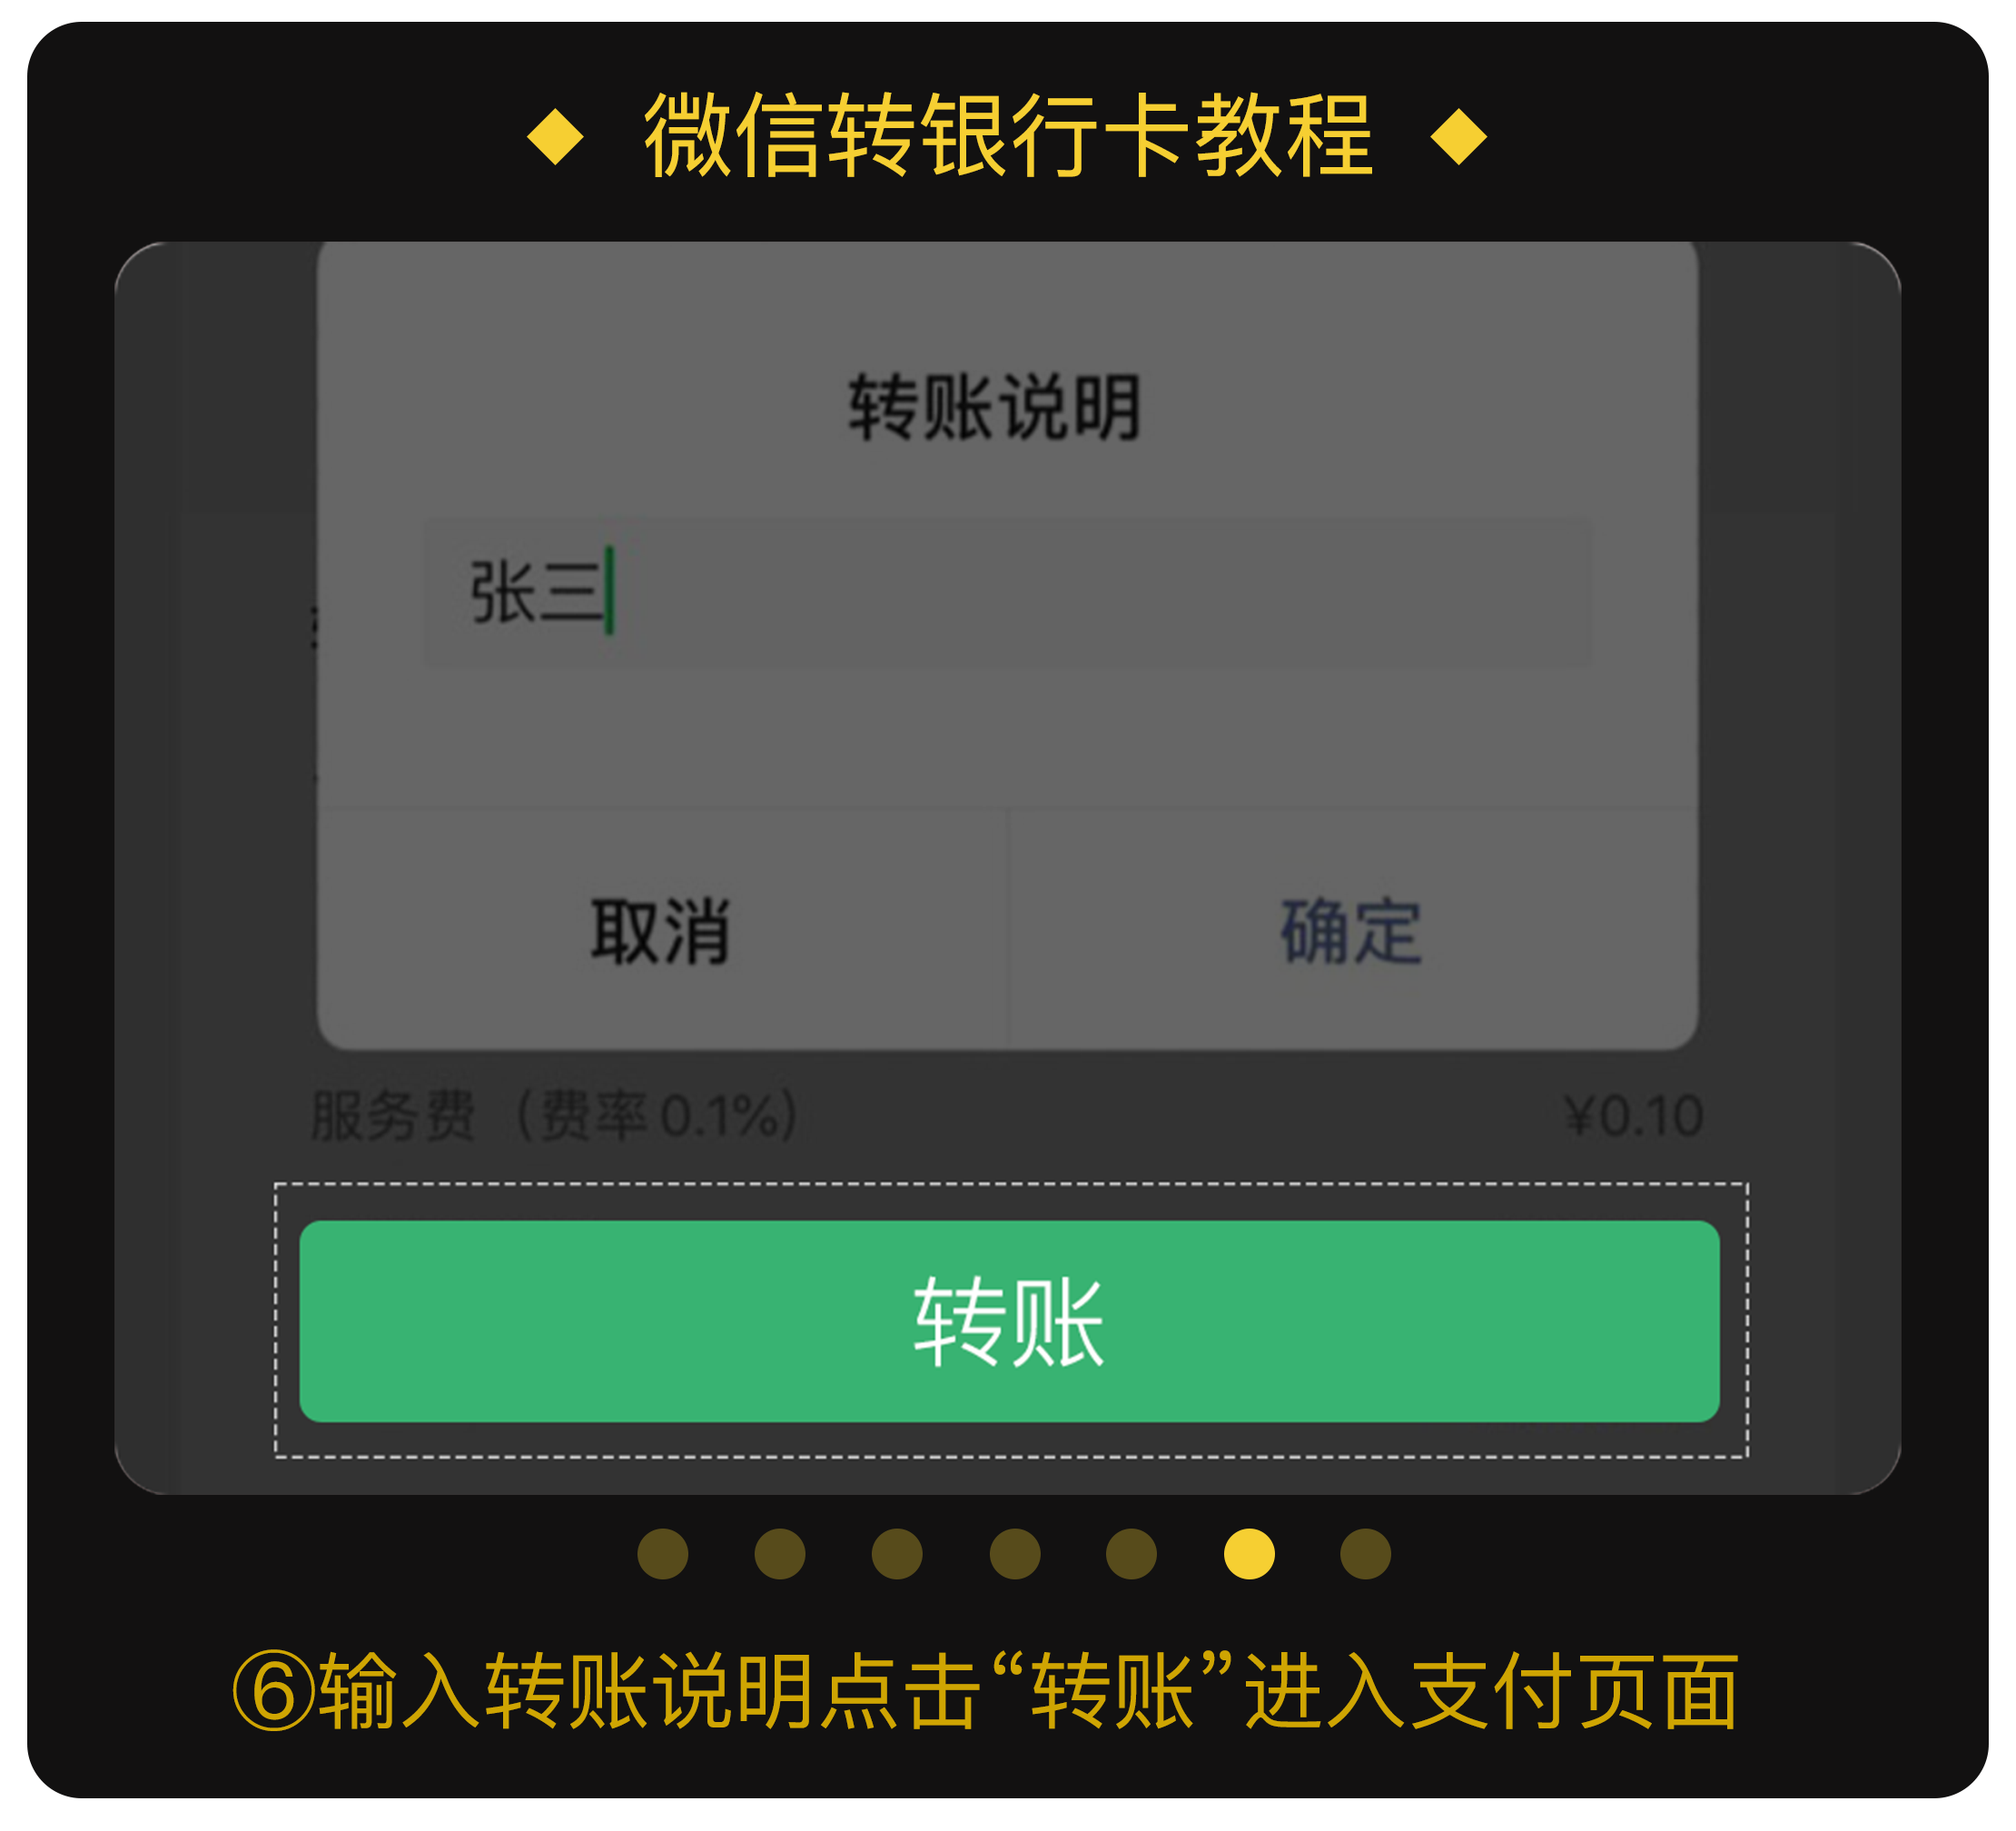 微信转银行卡教程
转账说明
张三
取消 确定
服务费（费率0.1%） ¥0.10
转账
⑥输入转账说明点击“转账”进入支付页面